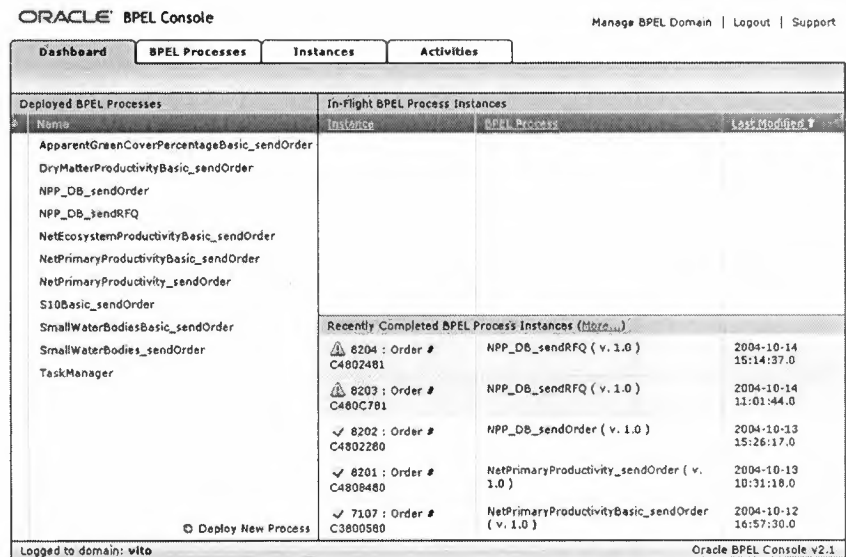 ORACLE BPEL Console
Manage BPEL Domain | Logout | Support
Dashboard
BPEL Processes
Instances
Activities
Deployed BPEL Processes
Name
ApparentGreenCoverPercentageBasic_sendOrder
DryMatterProductivityBasic_sendOrder
NPP_DB_sendOrder
NPP_DB_sendRFQ
NetEcosystemProductivityBasic_sendOrder
NetPrimaryProductivityBasic_sendOrder
NetPrimaryProductivity_sendOrder
S10Basic_sendOrder
SmallWaterBodiesBasic_sendOrder
SmallWaterBodies_sendOrder
TaskManager
Deploy New Process
In-Flight BPEL Process Instances
Instance
BPEL Process
Last Modified
Recently Completed BPEL Process Instances (More...)
8204 : Order #
C4802481
NPP_DB_sendRFQ ( v. 1.0 )
2004-10-14
15:14:37.0
8203 : Order #
C480C781
NPP_DB_sendRFQ ( v. 1.0 )
2004-10-14
11:01:44.0
8202 : Order #
C4802280
NPP_DB_sendOrder ( v. 1.0 )
2004-10-13
15:26:17.0
8201 : Order #
C4808480
NetPrimaryProductivity_sendOrder ( v.
1.0 )
2004-10-13
10:31:18.0
7107 : Order #
C3800580
NetPrimaryProductivityBasic_sendOrder
( v. 1.0 )
2004-10-12
16:57:30.0
Logged to domain: vito
Oracle BPEL Console v2.1